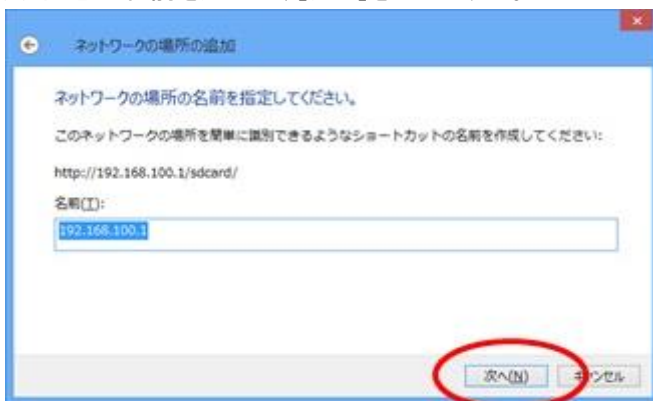 ネットワークの場所の追加
ネットワークの場所の名前を指定してください。
このネットワークの場所を簡単に識別できるようなショートカットの名前を作成してください:
http://192.168.100.1/sdcard/
名前(T):
192.168.100.1
次へ(N)
キャンセル